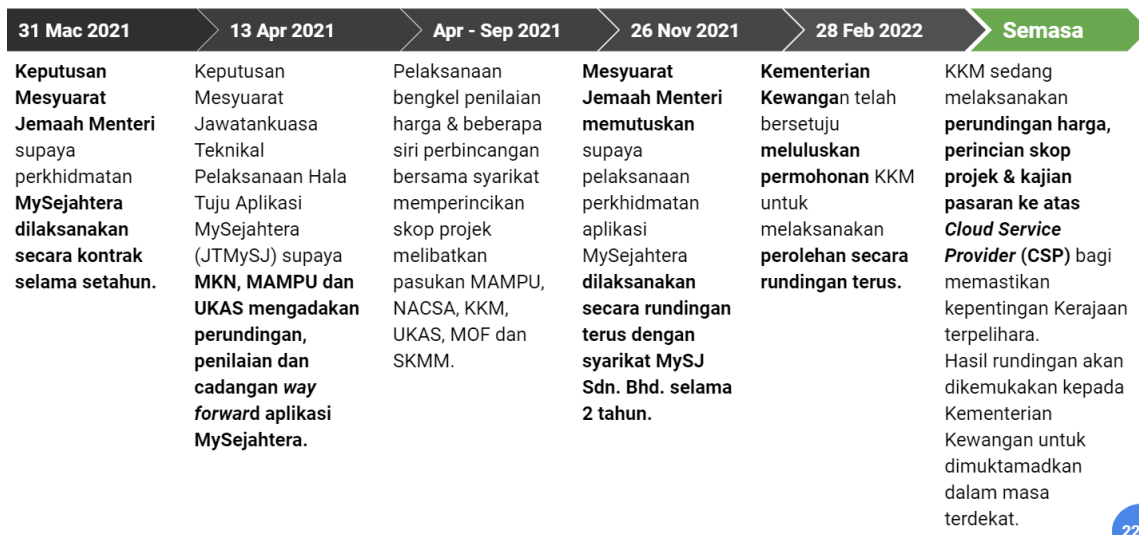 31 Mac 2021
13 Apr 2021
Apr - Sep 2021
26 Nov 2021
28 Feb 2022
Semasa
Keputusan
Mesyuarat
Jemaah Menteri
supaya
perkhidmatan
MySejahtera
dilaksanakan
secara kontrak
selama setahun.
Keputusan
Mesyuarat
Jawatankuasa
Teknikal
Pelaksanaan Hala
Tuju Aplikasi
MySejahtera
(JTMySJ) supaya
MKN, MAMPU dan
UKAS mengadakan
perundingan,
penilaian dan
cadangan way
forward aplikasi
MySejahtera.
Pelaksanaan
bengkel penilaian
harga & beberapa
siri perbincangan
bersama syarikat
memperincikan
skop projek
melibatkan
pasukan MAMPU,
NACSA, KKM,
UKAS, MOF dan
SKMM.
Mesyuarat
Jemaah Menteri
memutuskan
supaya
pelaksanaan
perkhidmatan
aplikasi
MySejahtera
dilaksanakan
secara rundingan
terus dengan
syarikat MySJ
Sdn. Bhd. selama
2 tahun.
Kementerian
Kewangan telah
bersetuju
meluluskan
permohonan KKM
untuk
melaksanakan
perolehan secara
rundingan terus.
KKM sedang
melaksanakan
perundingan harga,
perincian skop
projek & kajian
pasaran ke atas
Cloud Service
Provider (CSP) bagi
memastikan
kepentingan Kerajaan
terpelihara.
Hasil rundingan akan
dikemukakan kepada
Kementerian
Kewangan untuk
dimuktamadkan
dalam masa
terdekat.
22